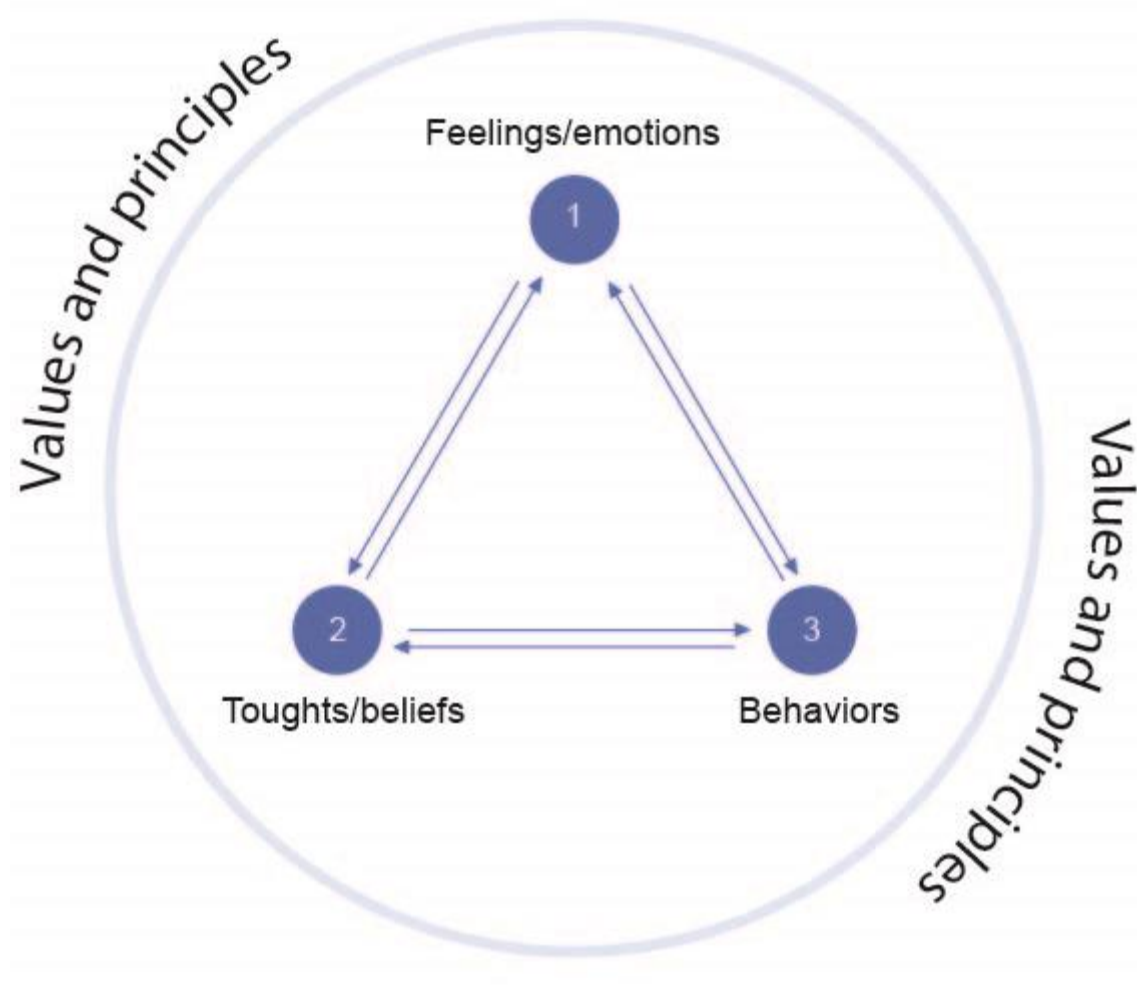 Values and principles
Feelings/emotions
1
2
3
Toughts/beliefs
Behaviors
Values and principles